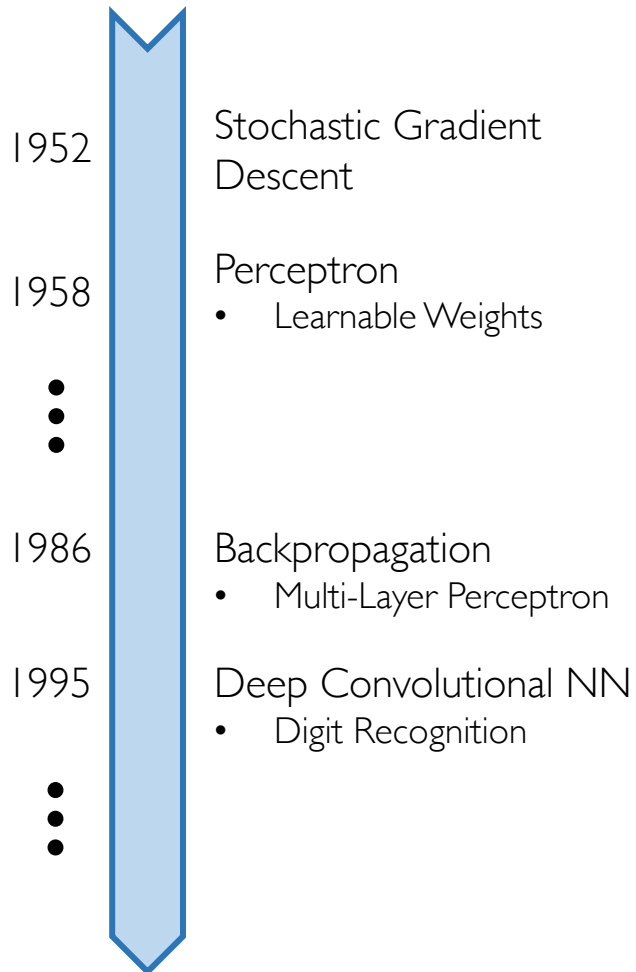 1952
Stochastic Gradient
Descent
1958
Perceptron
• Learnable Weights
1986
Backpropagation
• Multi-Layer Perceptron
1995
Deep Convolutional NN
• Digit Recognition